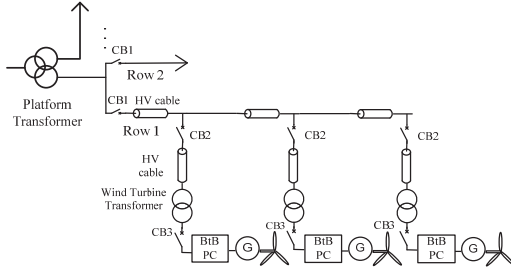 CB1
Row 2
Platform
Transformer
CB1
HV cable
Row 1
CB2
CB2
CB2
HV
cable
Wind Turbine
Transformer
CB3
CB3
CB3
BtB
PC
G
BtB
PC
G
BtB
PC
G